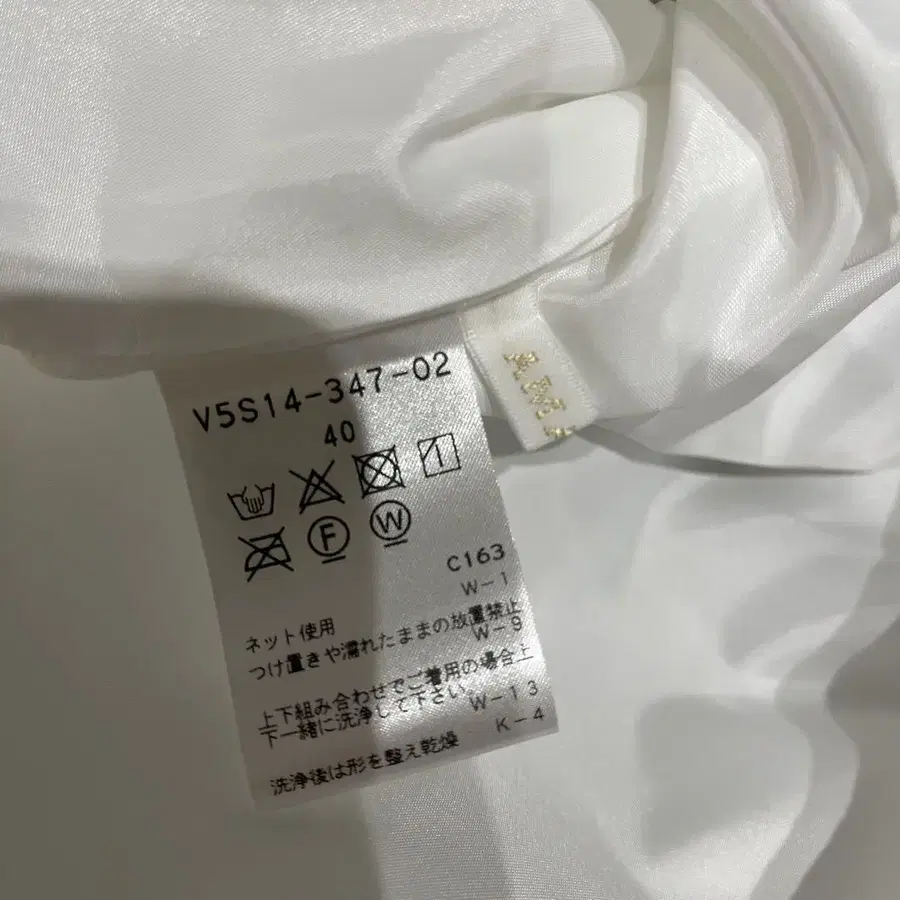 AMA
V5S14-347-02
40
F W
C163
W-1
ネット使用
W-9
つけ置きや濡れたままの放置禁止
上下組み合わせでご着用の場合上
下一緒に洗浄して下さい。
W-13
K-4
洗浄後は形を整え乾燥